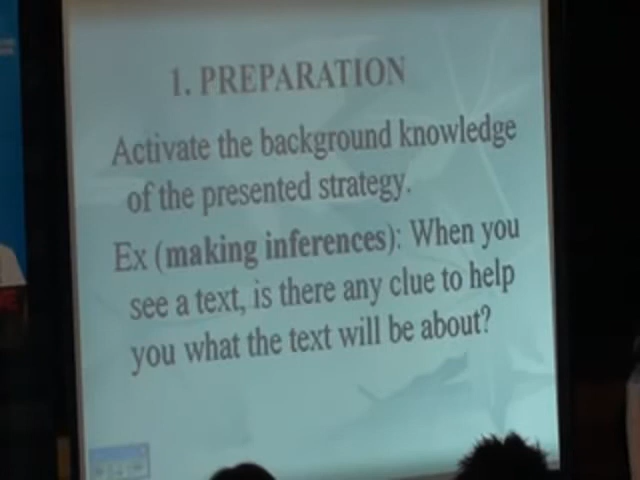 1. PREPARATION
Activate the background knowledge
of the presented strategy.
Ex (making inferences): When you
see a text, is there any clue to help
you what the text will be about?